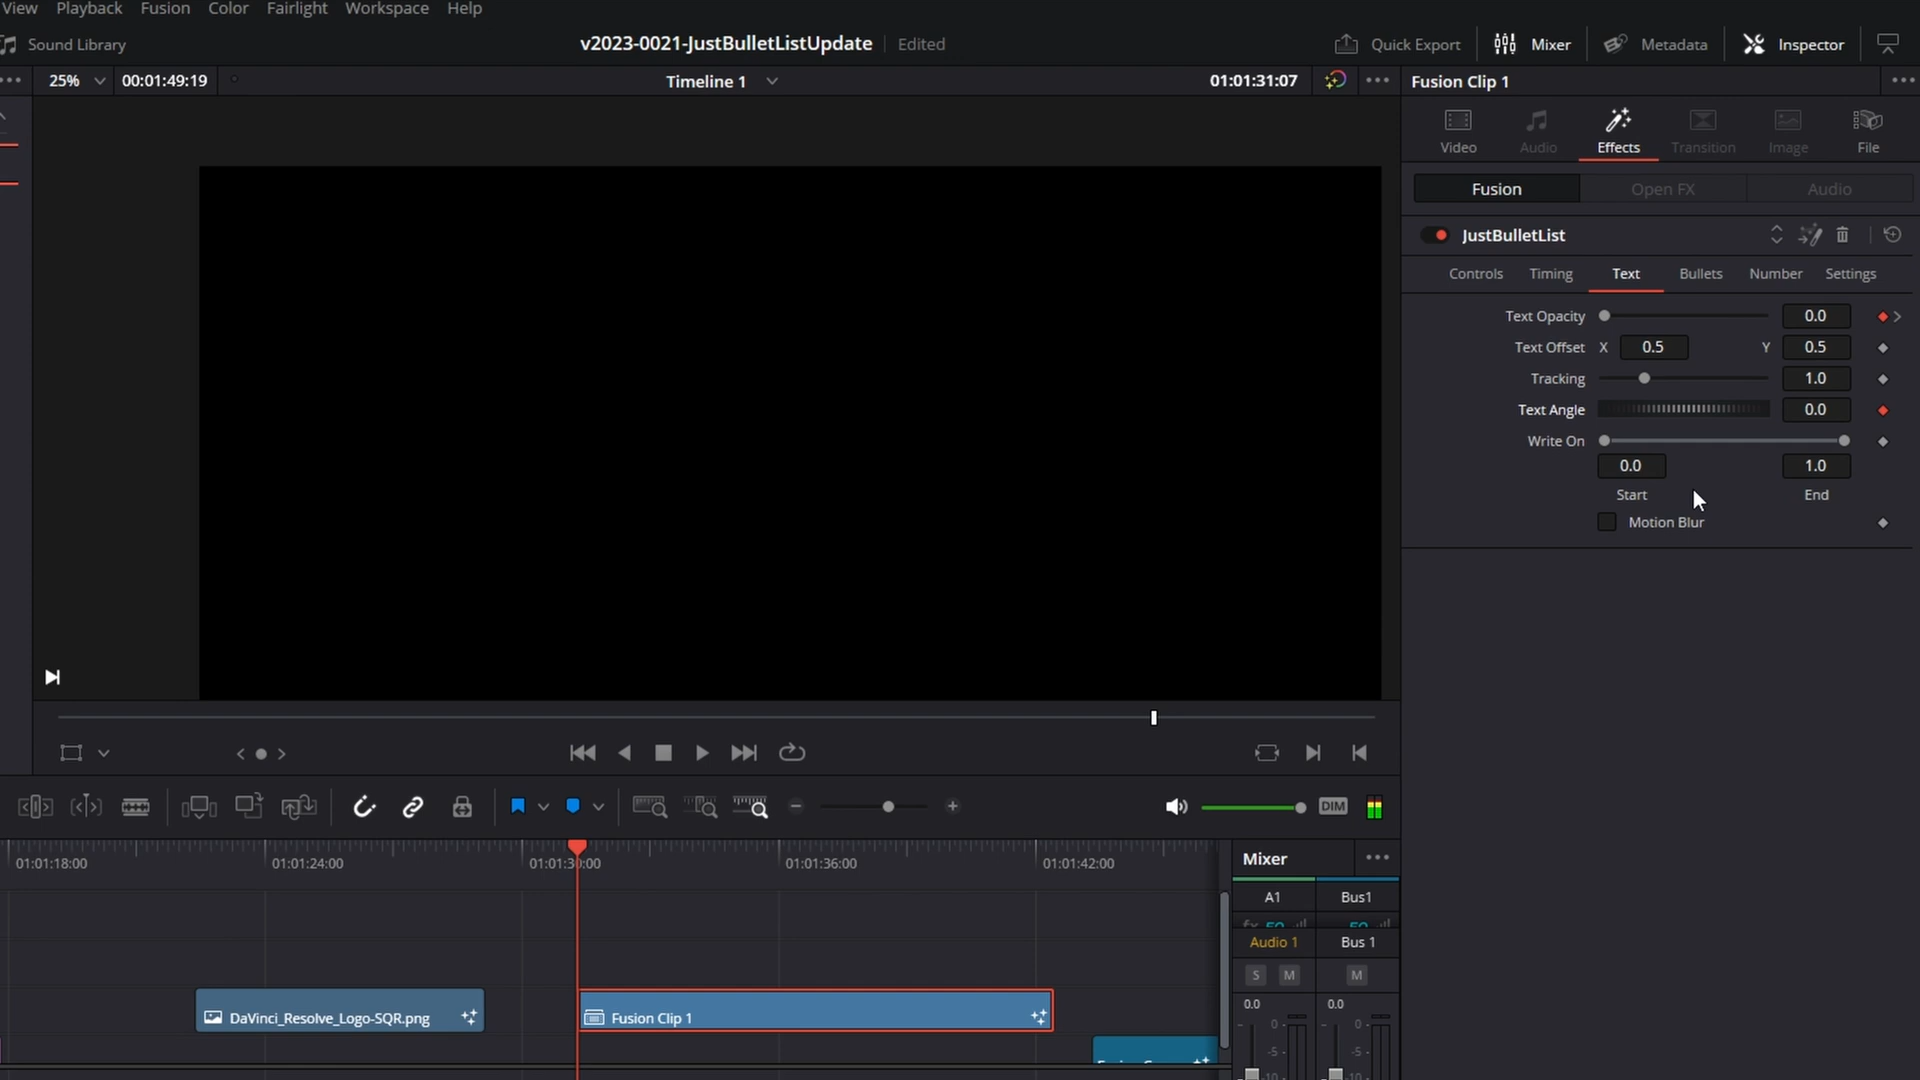 View Playback Fusion Color Fairlight Workspace Help
Sound Library
v2023-0021-JustBulletListUpdate Edited
Quick Export Mixer Metadata Inspector
25% 00:01:49:19 Timeline 1 01:01:31:07 Fusion Clip 1
Video Audio Effects Transition Image File
Fusion Open FX Audio
JustBulletList
Controls Timing Text Bullets Number Settings
Text Opacity 0.0
Text Offset X 0.5 Y 0.5
Tracking 1.0
Text Angle 0.0
Write On
0.0 1.0
Start End
Motion Blur
DIM
01:01:18:00 01:01:24:00 01:01:30:00 01:01:36:00 01:01:42:00
Mixer
A1 Bus1
Audio 1 Bus 1
S M M
0.0 0.0
0 0
-5 -5
-10 -10
DaVinci_Resolve_Logo-SQR.png
Fusion Clip 1